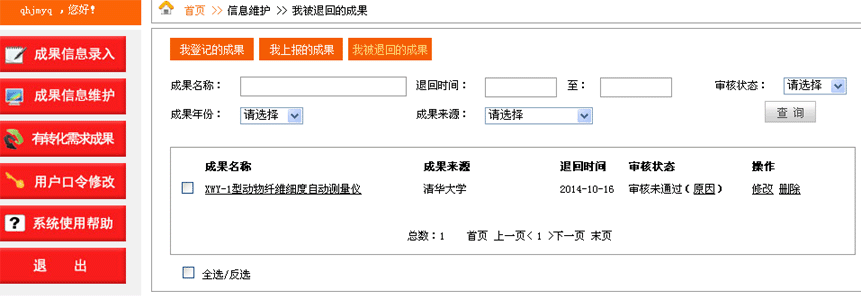 qhjmyq ，您好！
首页 >> 信息维护 >> 我被退回的成果
成果信息录入
成果信息维护
有转化需求成果
用户口令修改
系统使用帮助
退 出
我登记的成果 我上报的成果 我被退回的成果
成果名称： 退回时间： 至： 审核状态： 请选择
成果年份： 请选择 成果来源： 请选择 查 询
成果名称 成果来源 退回时间 审核状态 操作
XWY-1型动物纤维细度自动测量仪 清华大学 2014-10-16 审核未通过（原因） 修改 删除
总数：1 首页 上一页< 1 >下一页 末页
全选/反选